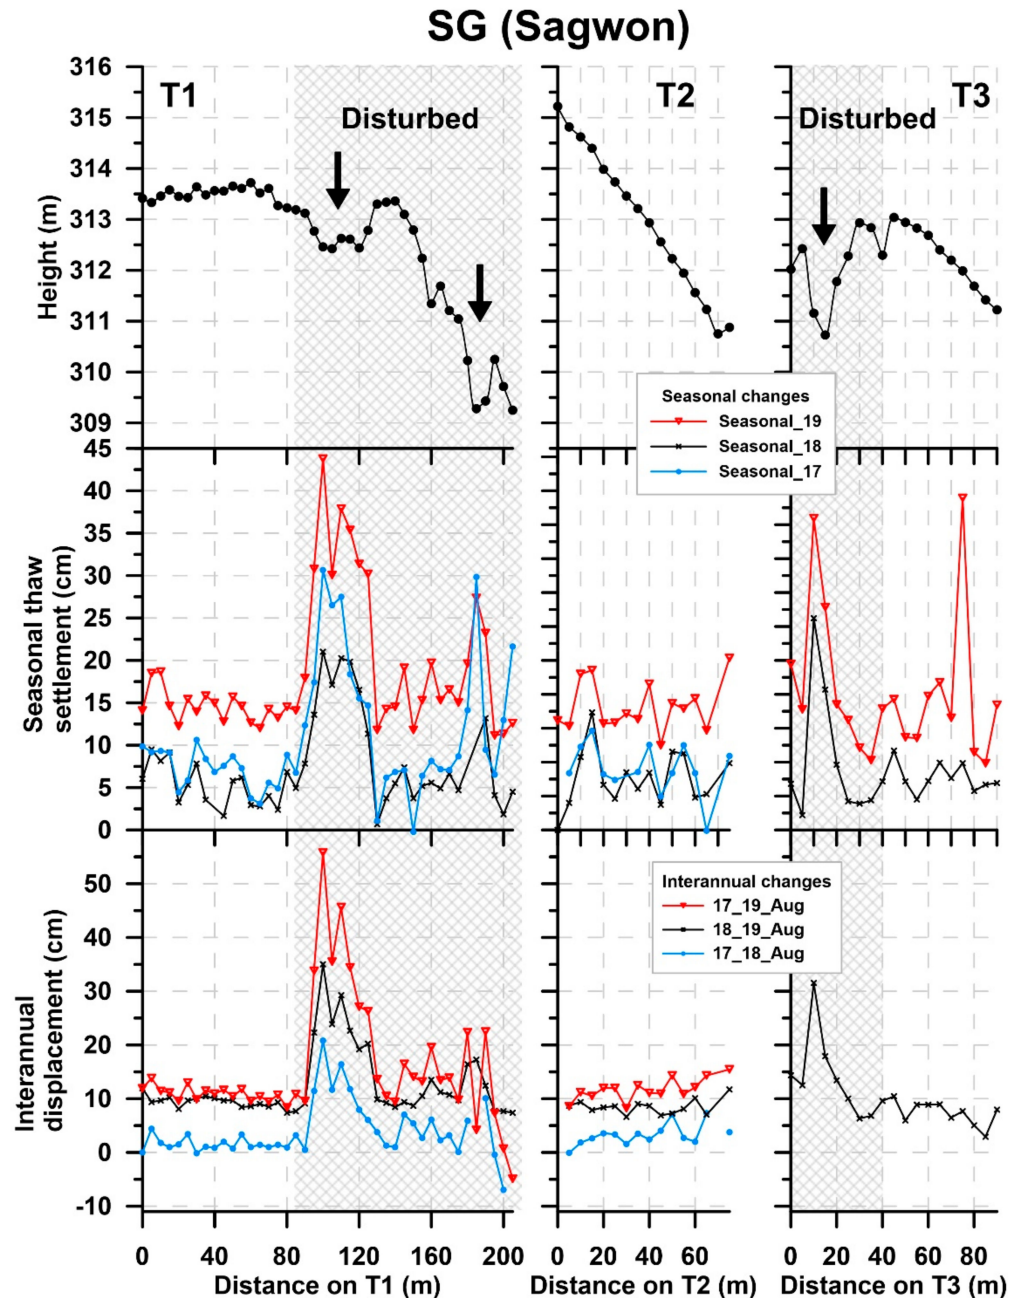 SG (Sagwon)
316
315
314
313
312
311
310
309
Height (m)
T1
Disturbed
T2
T3
Disturbed
Seasonal changes
Seasonal_19
Seasonal_18
Seasonal_17
45
40
35
30
25
20
15
10
5
0
Seasonal thaw
settlement (cm)
Interannual changes
17_19_Aug
18_19_Aug
17_18_Aug
50
40
30
20
10
0
-10
Interannual
displacement (cm)
0 40 80 120 160 200
0 20 40 60
0 20 40 60 80
Distance on T1 (m)
Distance on T2 (m)
Distance on T3 (m)